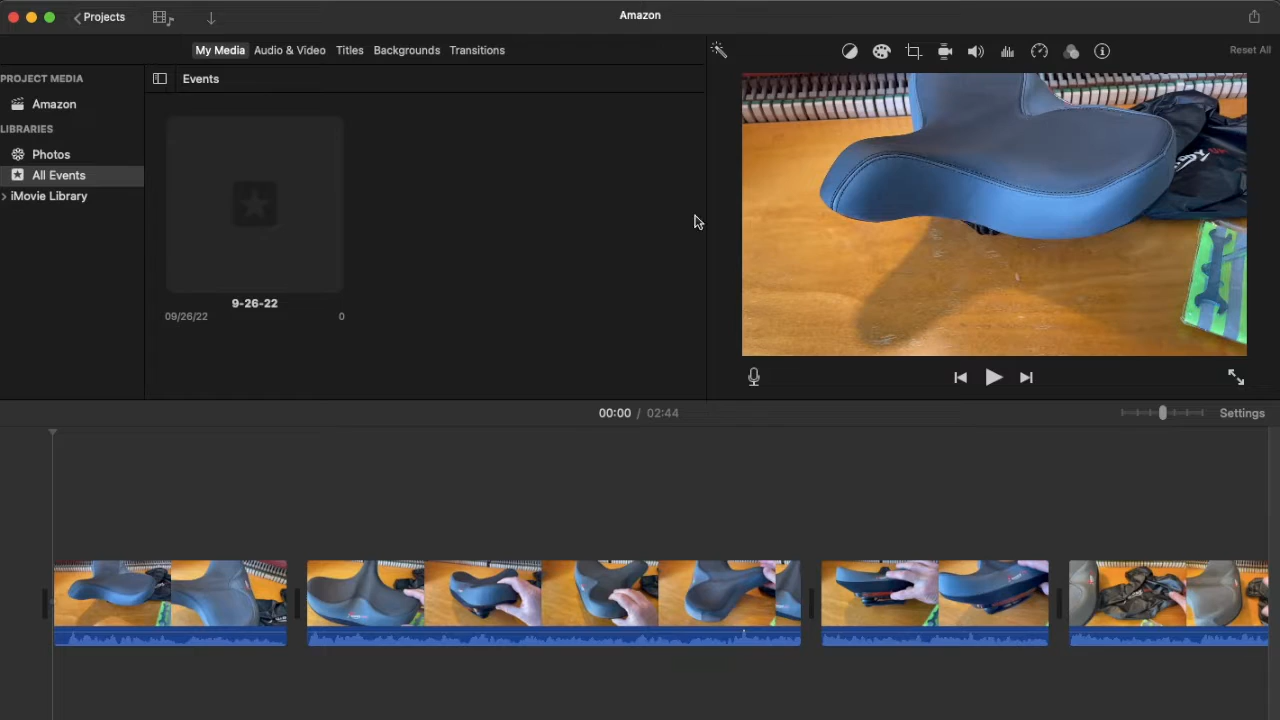 Projects
Amazon
My Media Audio & Video Titles Backgrounds Transitions
Reset All
PROJECT MEDIA
Events
Amazon
LIBRARIES
Photos
All Events
iMovie Library
9-26-22
09/26/22 0
00:00 / 02:44
Settings